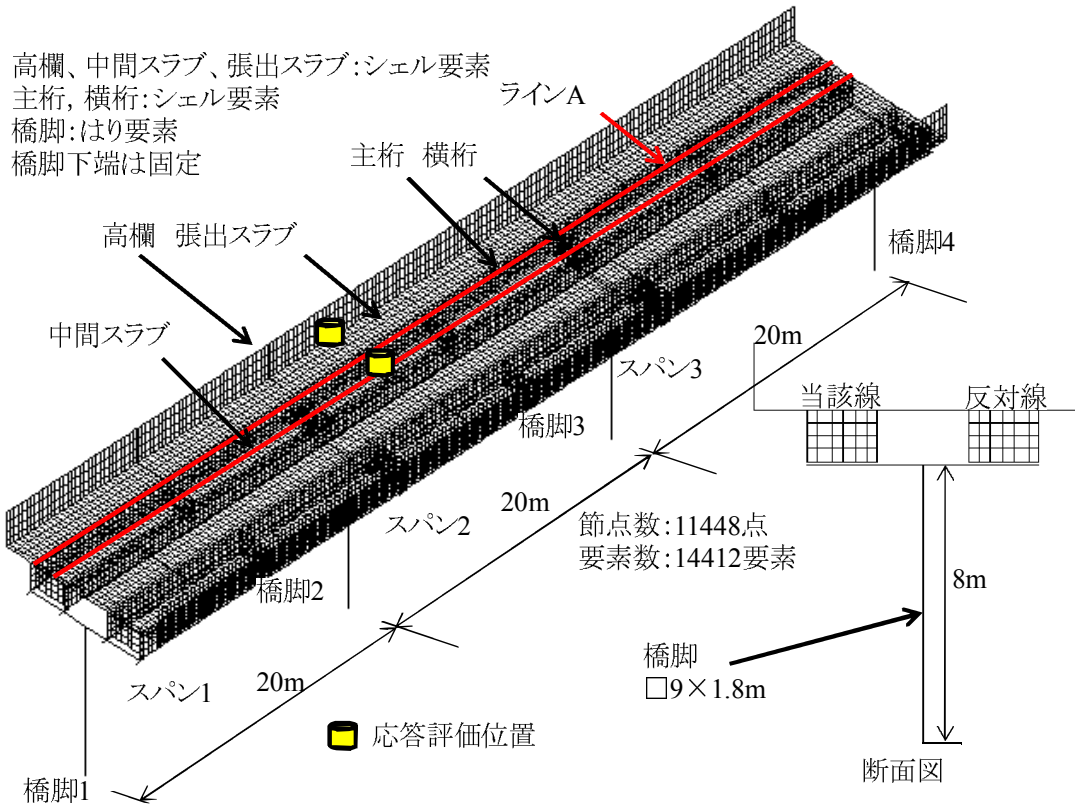 高欄、中間スラブ、張出スラブ:シェル要素
主桁, 横桁:シェル要素
橋脚:はり要素
橋脚下端は固定
ラインA
主桁 横桁
高欄 張出スラブ
中間スラブ
橋脚4
20m
スパン3
当該線 反対線
橋脚3
20m
スパン2
節点数:11448点
要素数:14412要素
橋脚2
8m
橋脚
□9×1.8m
スパン1
20m
応答評価位置
断面図
橋脚1